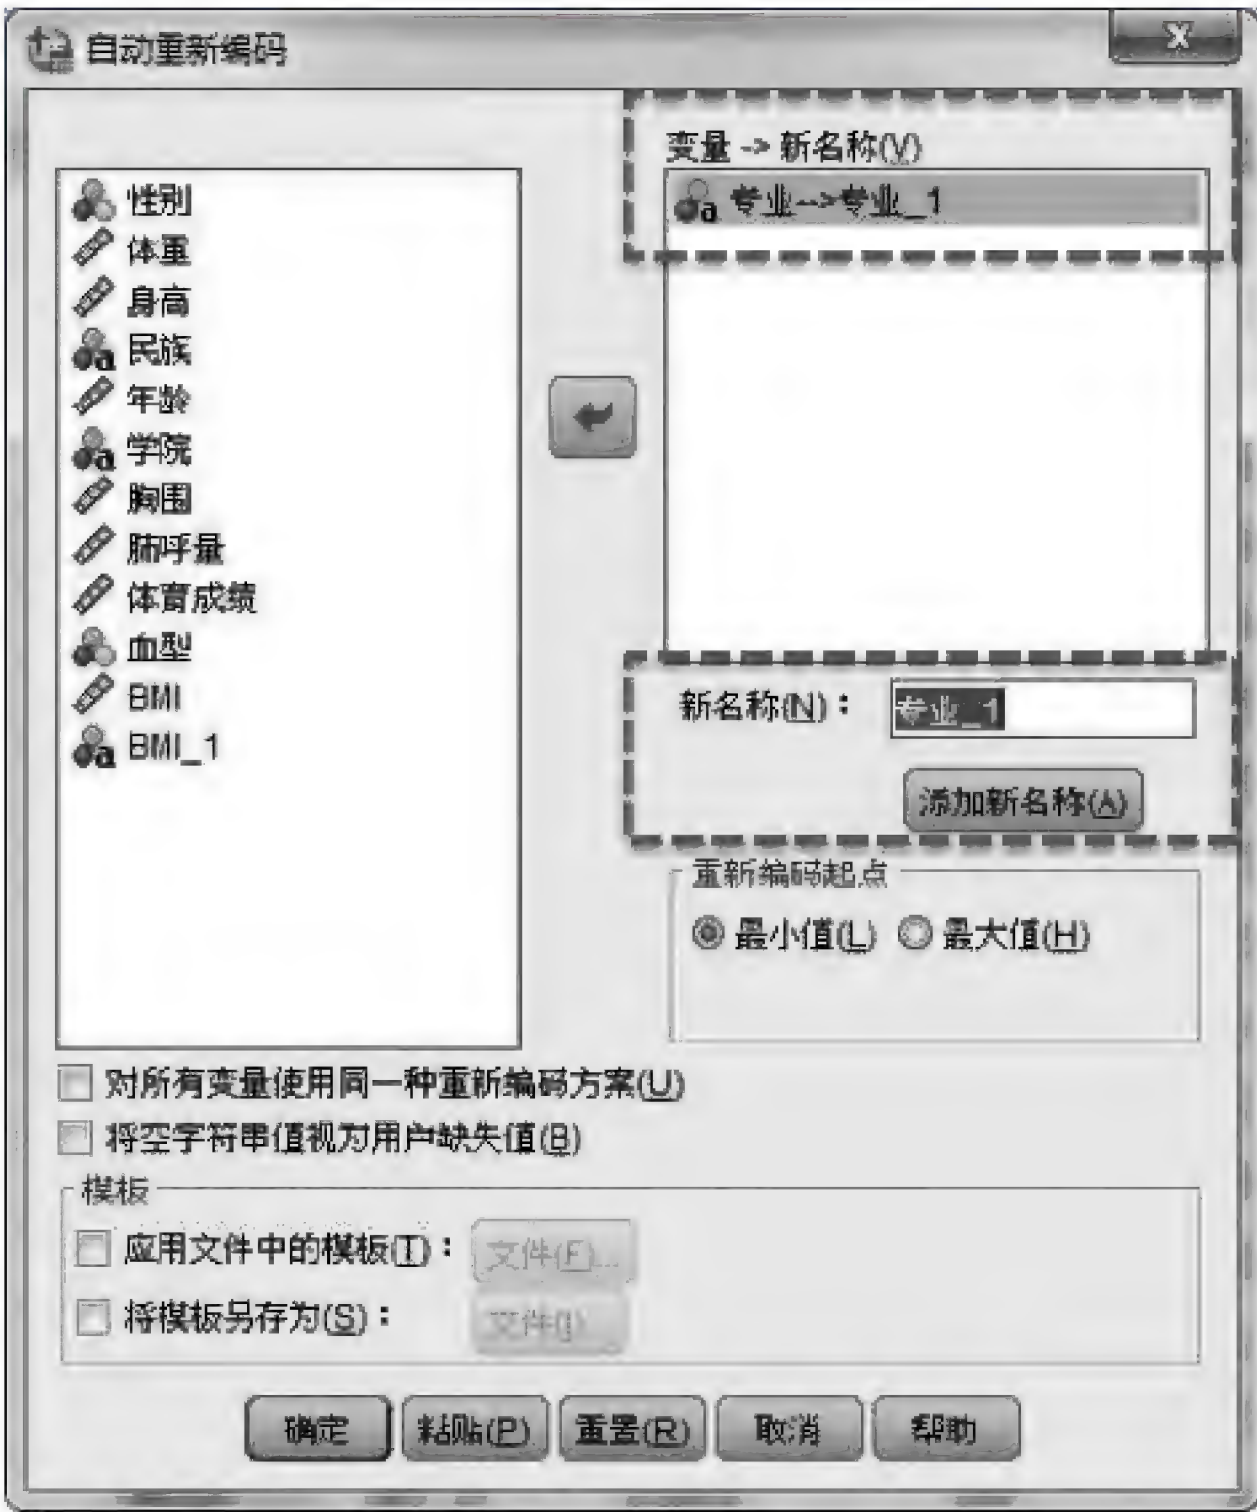 自动重新编码
变量 -> 新名称(V)
性别
体重
身高
民族
年龄
学院
胸围
肺呼量
体育成绩
血型
BMI
BMI_1
专业-->专业_1
新名称(N)：
专业_1
添加新名称(A)
重新编码起点
最小值(L) 最大值(H)
对所有变量使用同一种重新编码方案(U)
将空字符串值视为用户缺失值(B)
模板
应用文件中的模板(T)： 文件(F)...
将模板另存为(S)： 文件(I)...
确定 粘贴(P) 重置(R) 取消 帮助